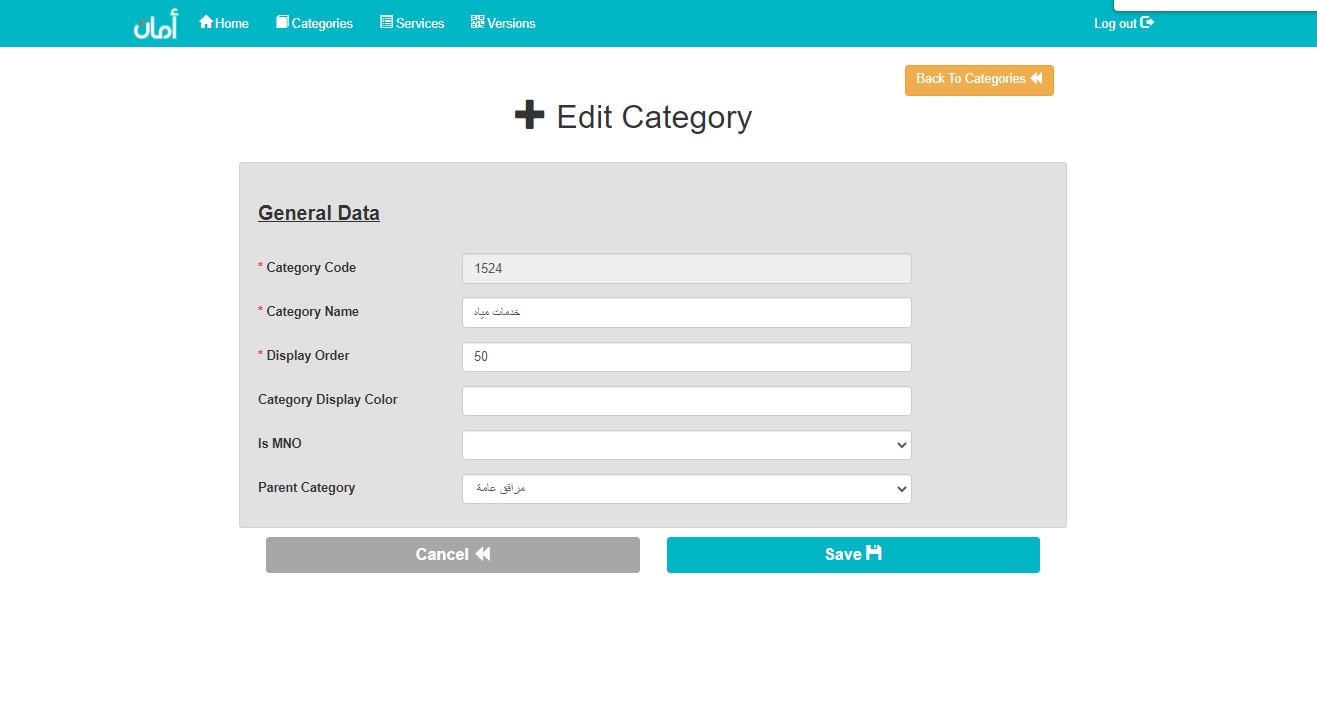 أمان Home Categories Services Versions Log out
Back To Categories
Edit Category
General Data
* Category Code 1524
* Category Name خدمات مياه
* Display Order 50
Category Display Color
Is MNO
Parent Category مرافق عامة
Cancel Save